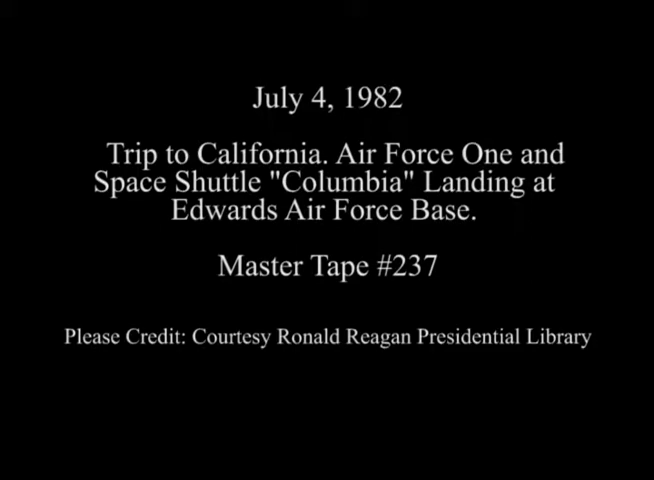 July 4, 1982
Trip to California. Air Force One and
Space Shuttle "Columbia" Landing at
Edwards Air Force Base.
Master Tape #237
Please Credit: Courtesy Ronald Reagan Presidential Library